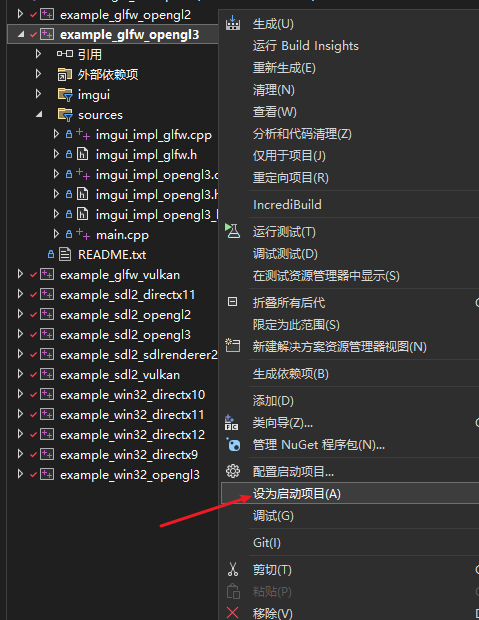 example_glfw_opengl2
example_glfw_opengl3
引用
外部依赖项
imgui
sources
imgui_impl_glfw.cpp
imgui_impl_glfw.h
imgui_impl_opengl3.c
imgui_impl_opengl3.h
imgui_impl_opengl3_l
main.cpp
README.txt
example_glfw_vulkan
example_sdl2_directx11
example_sdl2_opengl2
example_sdl2_opengl3
example_sdl2_sdlrenderer2
example_sdl2_vulkan
example_win32_directx10
example_win32_directx11
example_win32_directx12
example_win32_directx9
example_win32_opengl3
生成(U)
运行 Build Insights
重新生成(E)
清理(N)
查看(W)
分析和代码清理(Z)
仅用于项目(J)
重定向项目(R)
IncrediBuild
运行测试(T)
调试测试(D)
在测试资源管理器中显示(S)
折叠所有后代
限定为此范围(S)
新建解决方案资源管理器视图(N)
生成依赖项(B)
添加(D)
类向导(Z)...
管理 NuGet 程序包(N)...
配置启动项目...
设为启动项目(A)
调试(G)
Git(I)
剪切(T)
粘贴(P)
移除(V)